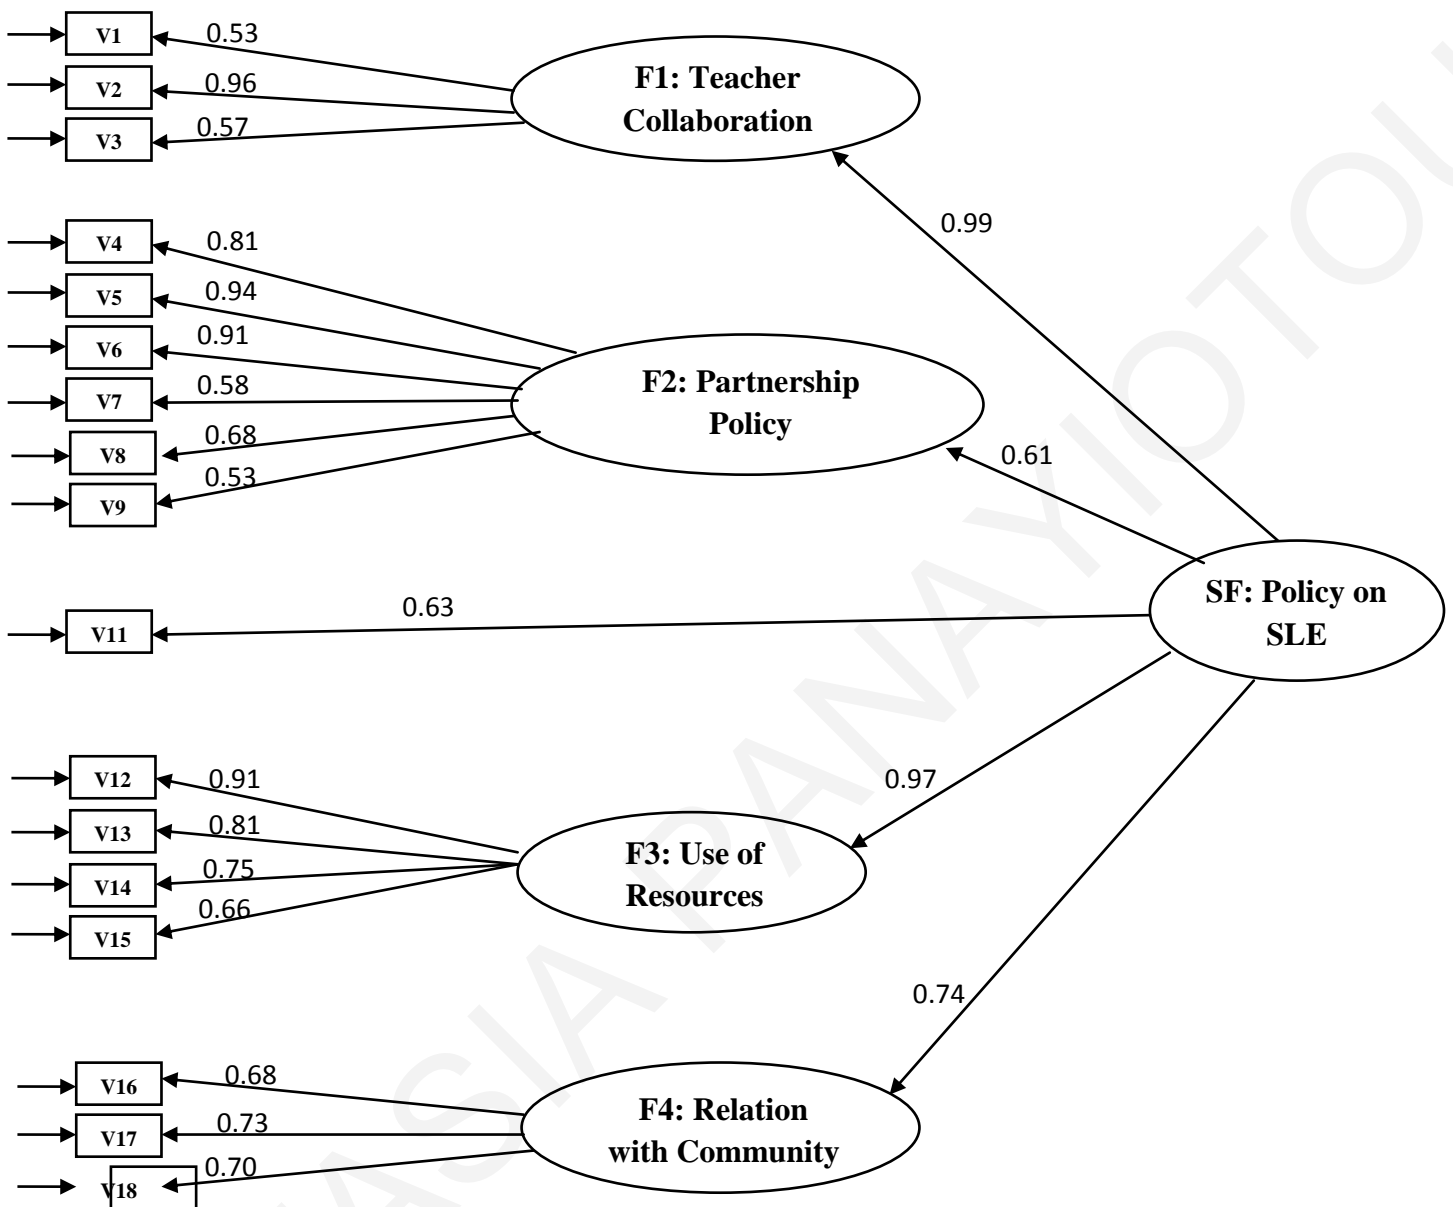 V1
0.53
V2
0.96
V3
0.57
F1: Teacher
Collaboration
0.99
V4
0.81
V5
0.94
V6
0.91
V7
0.58
V8
0.68
V9
0.53
F2: Partnership
Policy
0.61
V11
0.63
SF: Policy on
SLE
V12
0.91
V13
0.81
V14
0.75
V15
0.66
F3: Use of
Resources
0.97
0.74
V16
0.68
V17
0.73
V18
0.70
F4: Relation
with Community
ASIA PANAYIOTOU